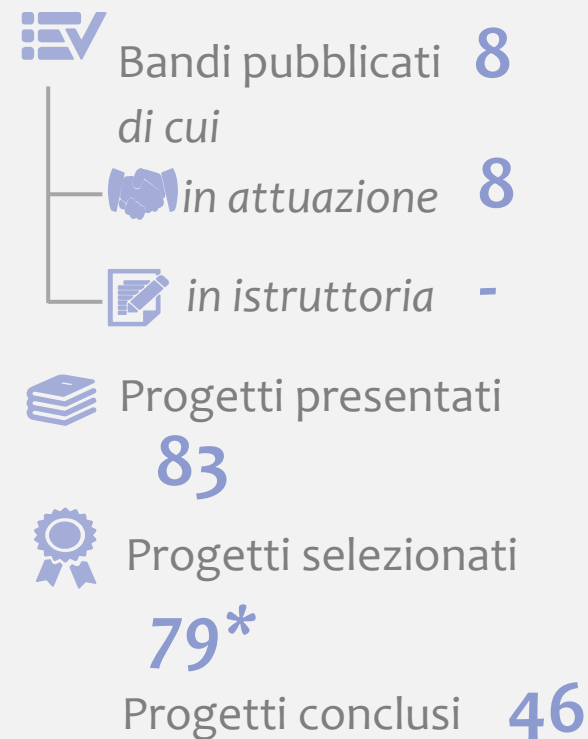 Bandi pubblicati 8
di cui
in attuazione 8
in istruttoria -
Progetti presentati
83
Progetti selezionati
79*
Progetti conclusi 46